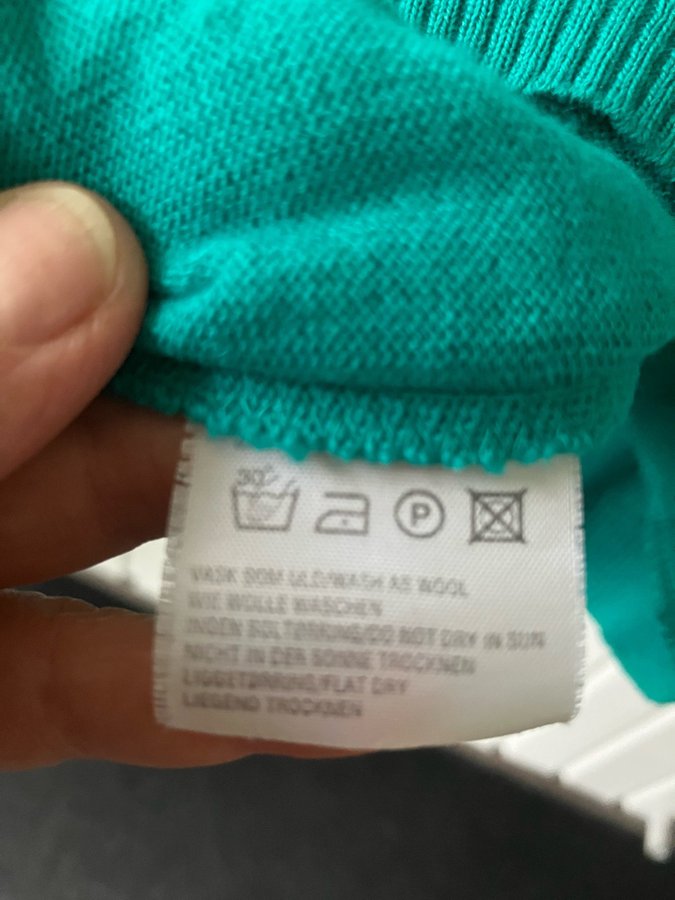 30°
P
VASK SOM ULD/WASH AS WOOL
WIE WOLLE WASCHEN
INGEN SOLTØRRING/DO NOT DRY IN SUN
NICHT IN DER SONNE TROCKNEN
LIGGETØRRING/FLAT DRY
LIEGEND TROCKNEN